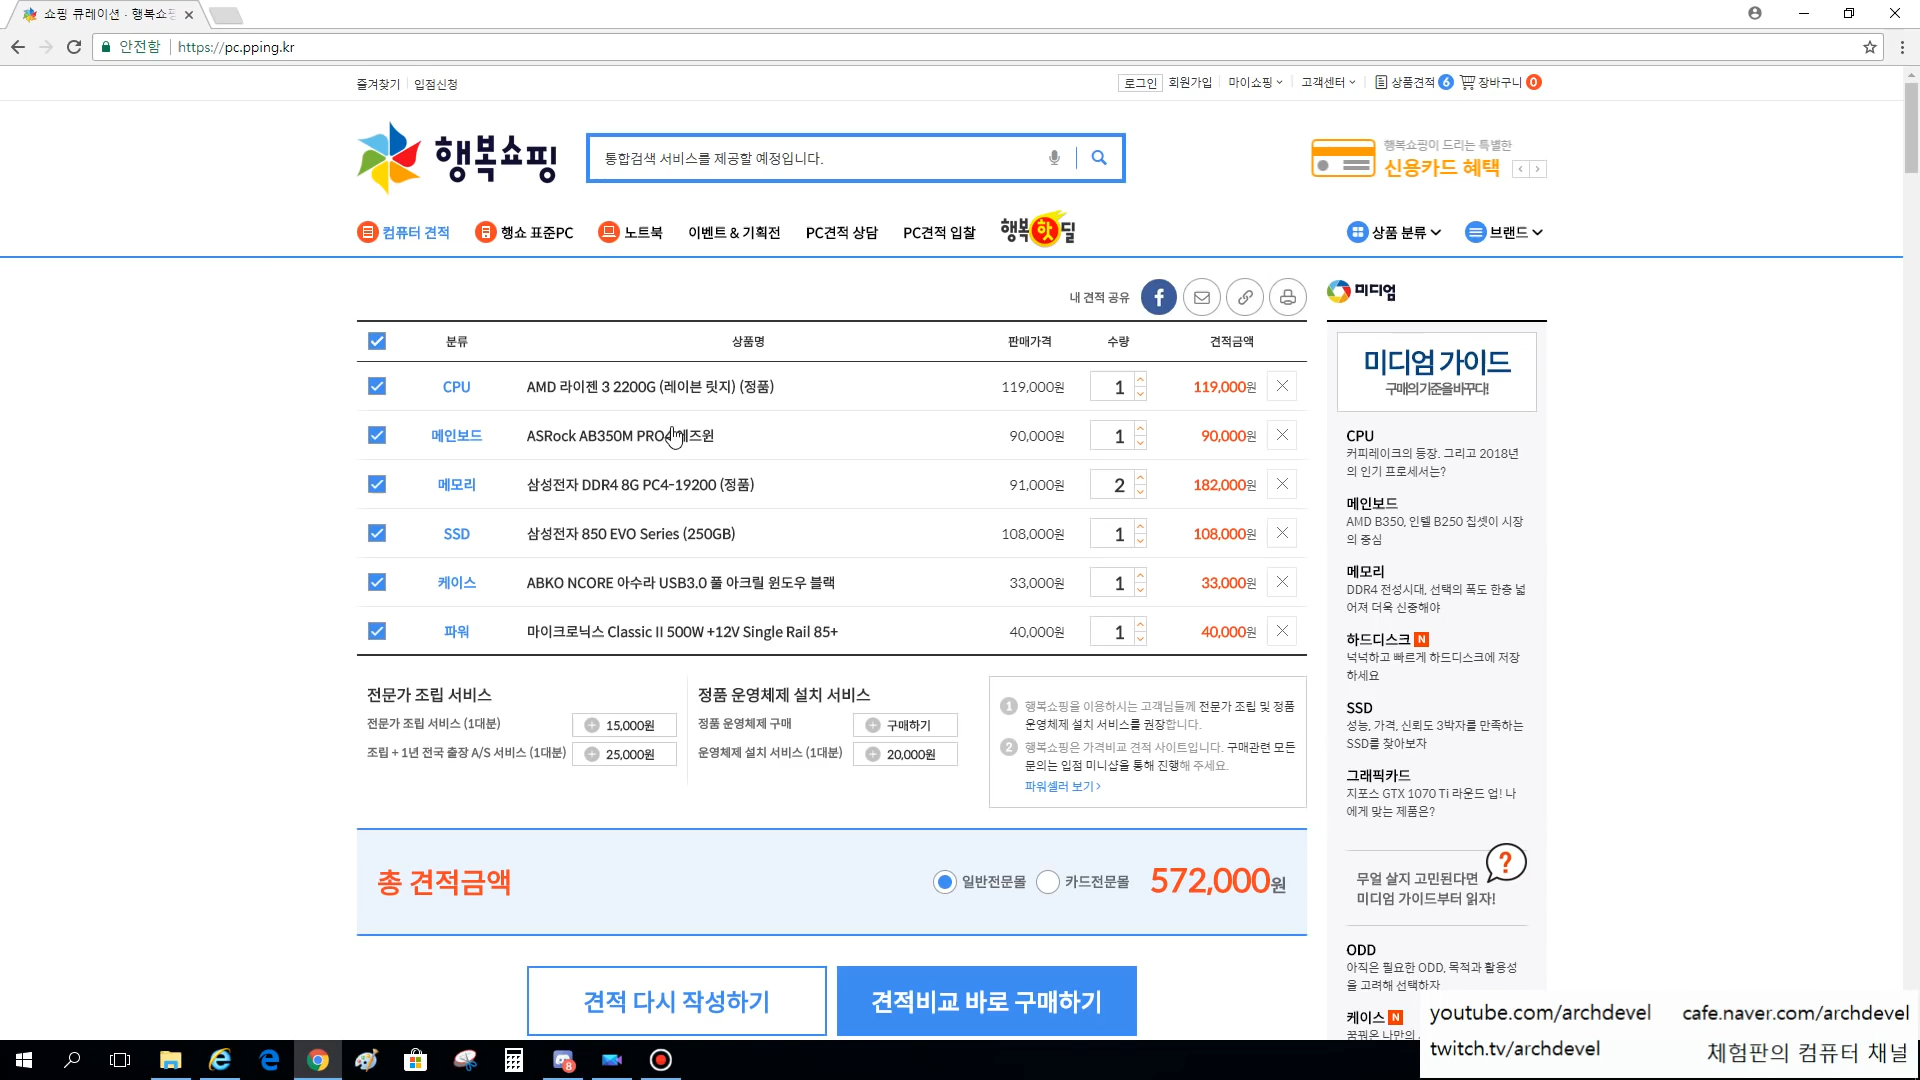 쇼핑 큐레이션 · 행복쇼핑
안전함 https://pc.pping.kr
즐겨찾기 입점신청
로그인 회원가입 마이쇼핑 고객센터 상품견적 6 장바구니 0
행복쇼핑
통합검색 서비스를 제공할 예정입니다.
행복쇼핑이 드리는 특별한
신용카드 혜택
컴퓨터 견적 행쇼 표준PC 노트북 이벤트 & 기획전 PC견적 상담 PC견적 입찰 행복 핫 딜 상품 분류 브랜드
내 견적 공유
미디엄
분류 상품명 판매가격 수량 견적금액
CPU AMD 라이젠 3 2200G (레이븐 릿지) (정품) 119,000원 1 119,000원
메인보드 ASRock AB350M PRO4 에즈윈 90,000원 1 90,000원
메모리 삼성전자 DDR4 8G PC4-19200 (정품) 91,000원 2 182,000원
SSD 삼성전자 850 EVO Series (250GB) 108,000원 1 108,000원
케이스 ABKO NCORE 아수라 USB3.0 풀 아크릴 윈도우 블랙 33,000원 1 33,000원
파워 마이크로닉스 Classic II 500W +12V Single Rail 85+ 40,000원 1 40,000원
전문가 조립 서비스
전문가 조립 서비스 (1대분) 15,000원
조립 + 1년 전국 출장 A/S 서비스 (1대분) 25,000원
정품 운영체제 설치 서비스
정품 운영체제 구매 구매하기
운영체제 설치 서비스 (1대분) 20,000원
1 행복쇼핑을 이용하시는 고객님들께 전문가 조립 및 정품
운영체제 설치 서비스를 권장합니다.
2 행복쇼핑은 가격비교 견적 사이트입니다. 구매관련 모든
문의는 입점 미니샵을 통해 진행해 주세요.
파워셀러 보기
총 견적금액 일반전문몰 카드전문몰 572,000원
견적 다시 작성하기 견적비교 바로 구매하기
미디엄 가이드
구매의 기준을 바꾸다!
CPU
커피레이크의 등장. 그리고 2018년
의 인기 프로세서는?
메인보드
AMD B350, 인텔 B250 칩셋이 시장
의 중심
메모리
DDR4 전성시대, 선택의 폭도 한층 넓
어져 더욱 신중해야
하드디스크 N
넉넉하고 빠르게 하드디스크에 저장
하세요
SSD
성능, 가격, 신뢰도 3박자를 만족하는
SSD를 찾아보자
그래픽카드
지포스 GTX 1070 Ti 라운드 업! 나
에게 맞는 제품은?
?
무얼 살지 고민된다면
미디엄 가이드부터 읽자!
ODD
아직은 필요한 ODD, 목적과 활용성
을 고려해 선택하자
케이스 N
꿈꿔온 나만의
youtube.com/archdevel cafe.naver.com/archdevel
twitch.tv/archdevel 체험판의 컴퓨터 채널
8